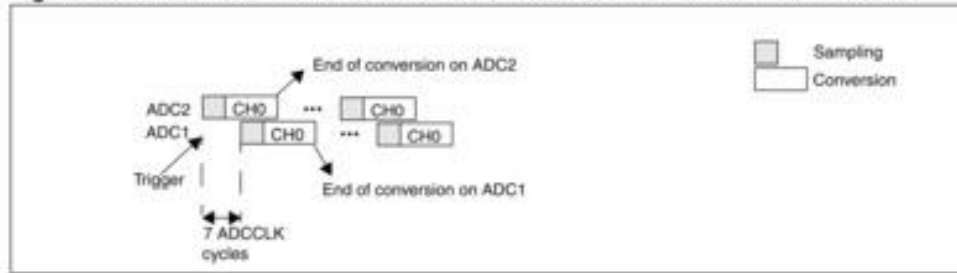 End of conversion on ADC2
Sampling
Conversion
ADC2 CH0 ... CH0
ADC1 CH0 ... CH0
Trigger
End of conversion on ADC1
7 ADCCLK
cycles